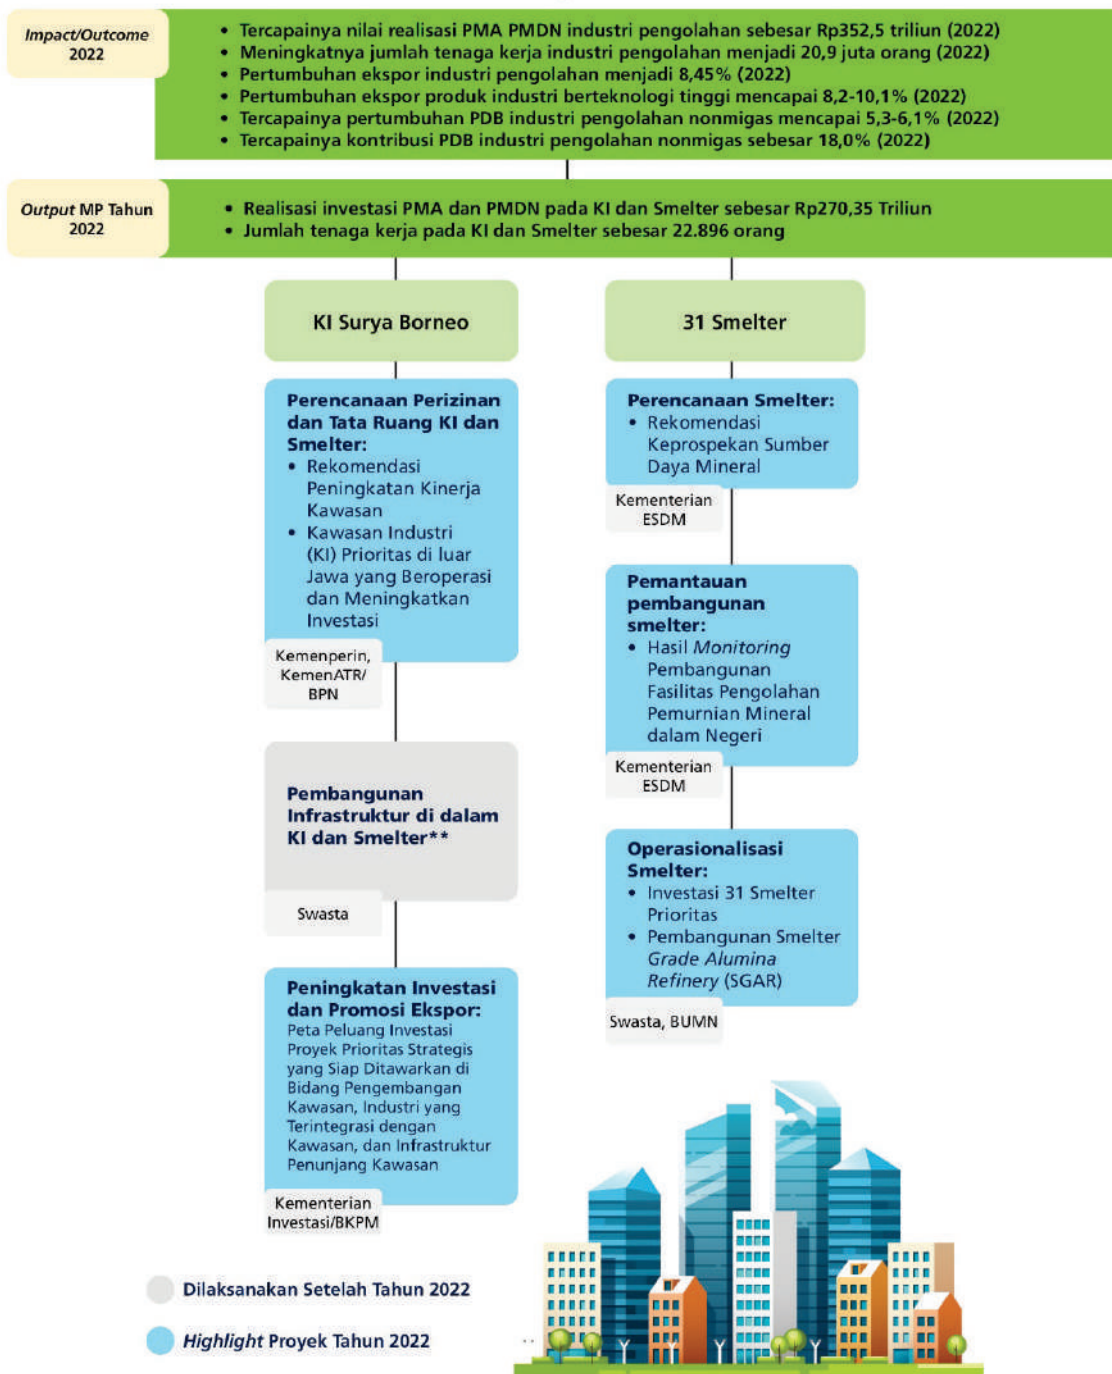 Impact/Outcome
2022
• Tercapainya nilai realisasi PMA PMDN industri pengolahan sebesar Rp352,5 triliun (2022)
• Meningkatnya jumlah tenaga kerja industri pengolahan menjadi 20,9 juta orang (2022)
• Pertumbuhan ekspor industri pengolahan menjadi 8,45% (2022)
• Pertumbuhan ekspor produk industri berteknologi tinggi mencapai 8,2-10,1% (2022)
• Tercapainya pertumbuhan PDB industri pengolahan nonmigas mencapai 5,3-6,1% (2022)
• Tercapainya kontribusi PDB industri pengolahan nonmigas sebesar 18,0% (2022)
Output MP Tahun
2022
• Realisasi investasi PMA dan PMDN pada KI dan Smelter sebesar Rp270,35 Triliun
• Jumlah tenaga kerja pada KI dan Smelter sebesar 22.896 orang
KI Surya Borneo
Perencanaan Perizinan
dan Tata Ruang KI dan
Smelter:
• Rekomendasi
Peningkatan Kinerja
Kawasan
• Kawasan Industri
(KI) Prioritas di luar
Jawa yang Beroperasi
dan Meningkatkan
Investasi
Kemenperin,
KemenATR/
BPN
Pembangunan
Infrastruktur di dalam
KI dan Smelter**
Swasta
Peningkatan Investasi
dan Promosi Ekspor:
Peta Peluang Investasi
Proyek Prioritas Strategis
yang Siap Ditawarkan di
Bidang Pengembangan
Kawasan, Industri yang
Terintegrasi dengan
Kawasan, dan Infrastruktur
Penunjang Kawasan
Kementerian
Investasi/BKPM
31 Smelter
Perencanaan Smelter:
• Rekomendasi
Keprospekan Sumber
Daya Mineral
Kementerian
ESDM
Pemantauan
pembangunan
smelter:
• Hasil Monitoring
Pembangunan
Fasilitas Pengolahan
Pemurnian Mineral
dalam Negeri
Kementerian
ESDM
Operasionalisasi
Smelter:
• Investasi 31 Smelter
Prioritas
• Pembangunan Smelter
Grade Alumina
Refinery (SGAR)
Swasta, BUMN
Dilaksanakan Setelah Tahun 2022
Highlight Proyek Tahun 2022